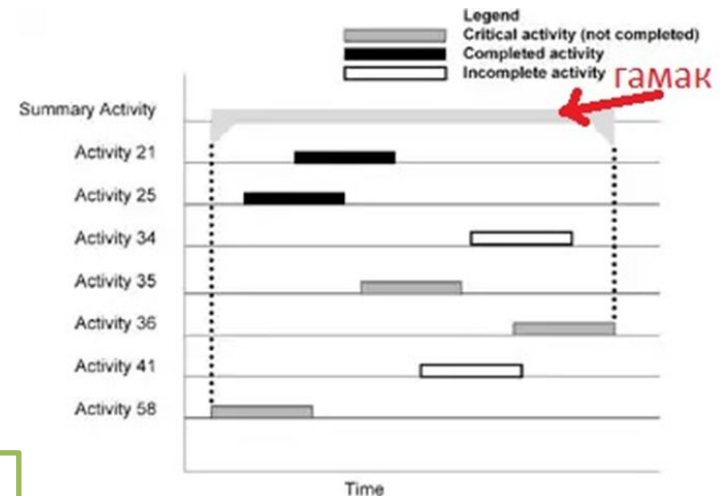 Legend
Critical activity (not completed)
Completed activity
Incomplete activity
гамак
Summary Activity
Activity 21
Activity 25
Activity 34
Activity 35
Activity 36
Activity 41
Activity 58
Time